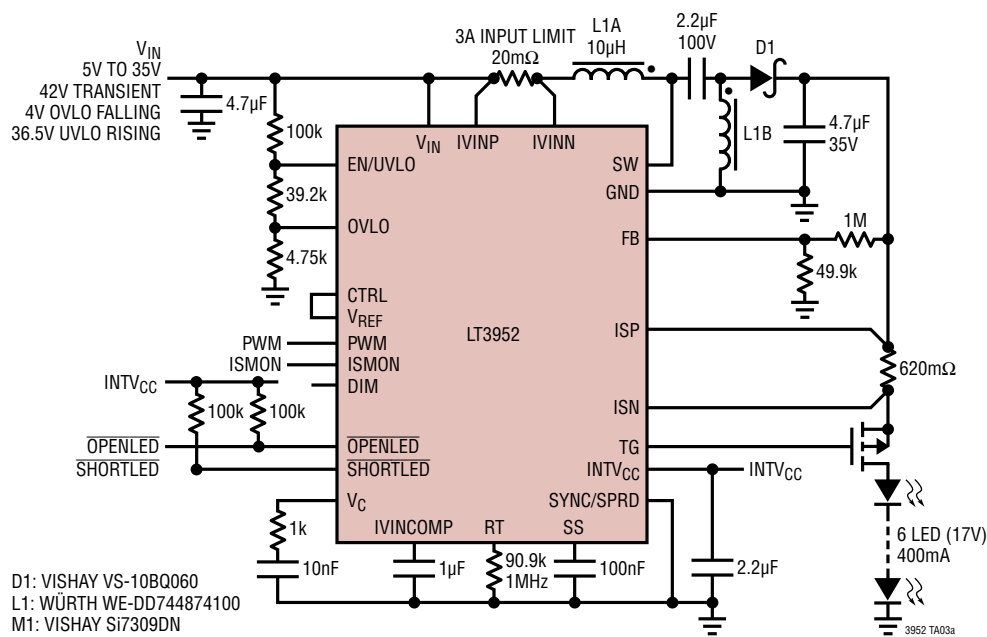 V_IN
5V TO 35V
42V TRANSIENT
4V OVLO FALLING
36.5V UVLO RISING
4.7µF
100k
39.2k
4.75k
3A INPUT LIMIT
20mΩ
L1A
10µH
2.2µF
100V
D1
L1B
4.7µF
35V
V_IN
IVINP
IVINN
EN/UVLO
SW
GND
OVLO
FB
1M
49.9k
CTRL
V_REF
LT3952
ISP
PWM
PWM
ISMON
ISMON
DIM
INTV_CC
100k
100k
620mΩ
ISN
OPENLED
OPENLED
TG
SHORTLED
SHORTLED
INTV_CC
INTV_CC
V_C
SYNC/SPRD
IVINCOMP
RT
SS
1k
10nF
1µF
90.9k
1MHz
100nF
2.2µF
6 LED (17V)
400mA
D1: VISHAY VS-10BQ060
L1: WÜRTH WE-DD744874100
M1: VISHAY Si7309DN
3952 TA03a